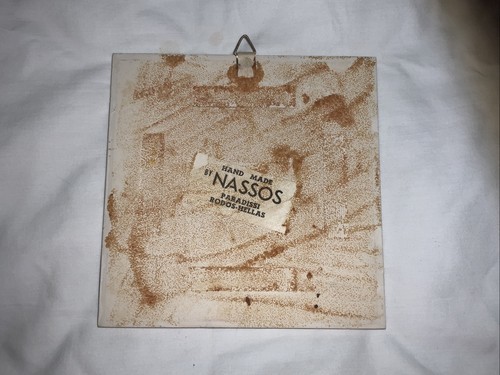 HAND MADE
BY NASSOS
PARADISSI
RODOS-HELLAS